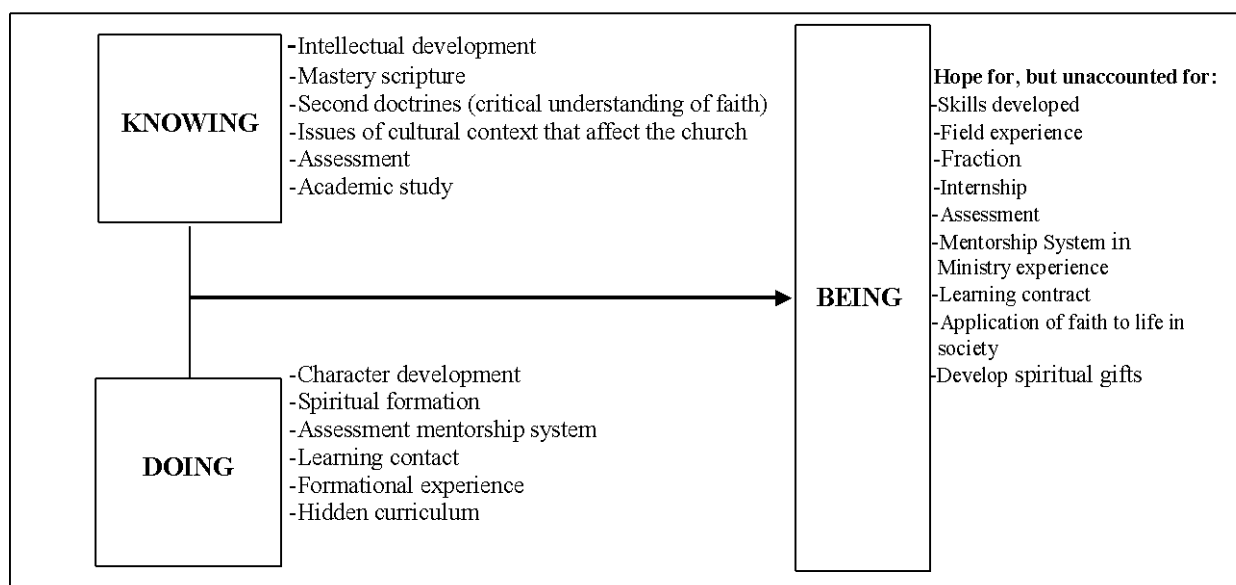 KNOWING
-Intellectual development
-Mastery scripture
-Second doctrines (critical understanding of faith)
-Issues of cultural context that affect the church
-Assessment
-Academic study
DOING
-Character development
-Spiritual formation
-Assessment mentorship system
-Learning contact
-Formational experience
-Hidden curriculum
BEING
Hope for, but unaccounted for:
-Skills developed
-Field experience
-Fraction
-Internship
-Assessment
-Mentorship System in
Ministry experience
-Learning contract
-Application of faith to life in
society
-Develop spiritual gifts